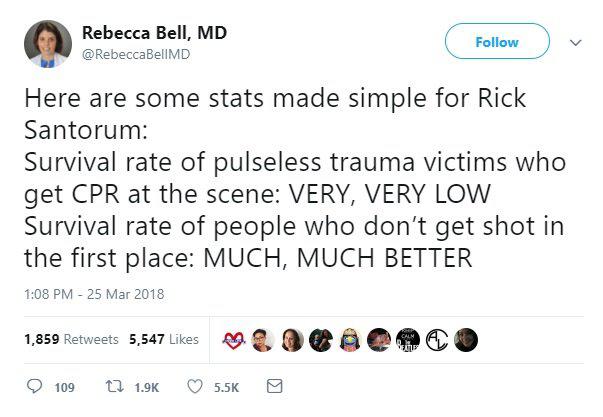 Rebecca Bell, MD
@RebeccaBellMD
Follow
Here are some stats made simple for Rick
Santorum:
Survival rate of pulseless trauma victims who
get CPR at the scene: VERY, VERY LOW
Survival rate of people who don’t get shot in
the first place: MUCH, MUCH BETTER
1:08 PM - 25 Mar 2018
1,859 Retweets 5,547 Likes
109 1.9K 5.5K